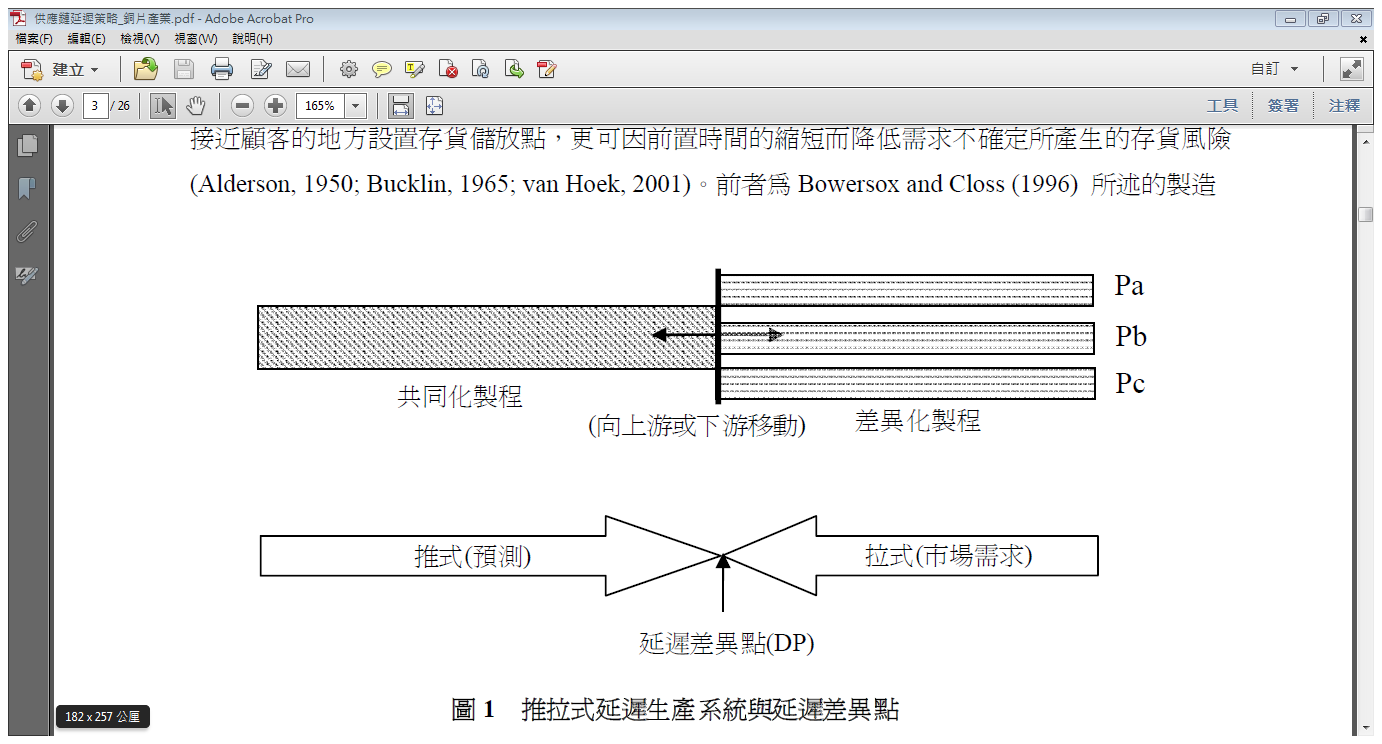 供應鏈延遲策略_銅片產業.pdf - Adobe Acrobat Pro
檔案(F) 編輯(E) 檢視(V) 視窗(W) 說明(H)
建立 自訂
3 / 26 165% 工具 簽署 注釋
接近顧客的地方設置存貨儲放點，更可因前置時間的縮短而降低需求不確定所產生的存貨風險
(Alderson, 1950; Bucklin, 1965; van Hoek, 2001)。前者為 Bowersox and Closs (1996) 所述的製造
Pa
Pb
Pc
共同化製程
(向上游或下游移動)
差異化製程
推式(預測)
拉式(市場需求)
延遲差異點(DP)
圖 1 推拉式延遲生產系統與延遲差異點
182 x 257 公厘